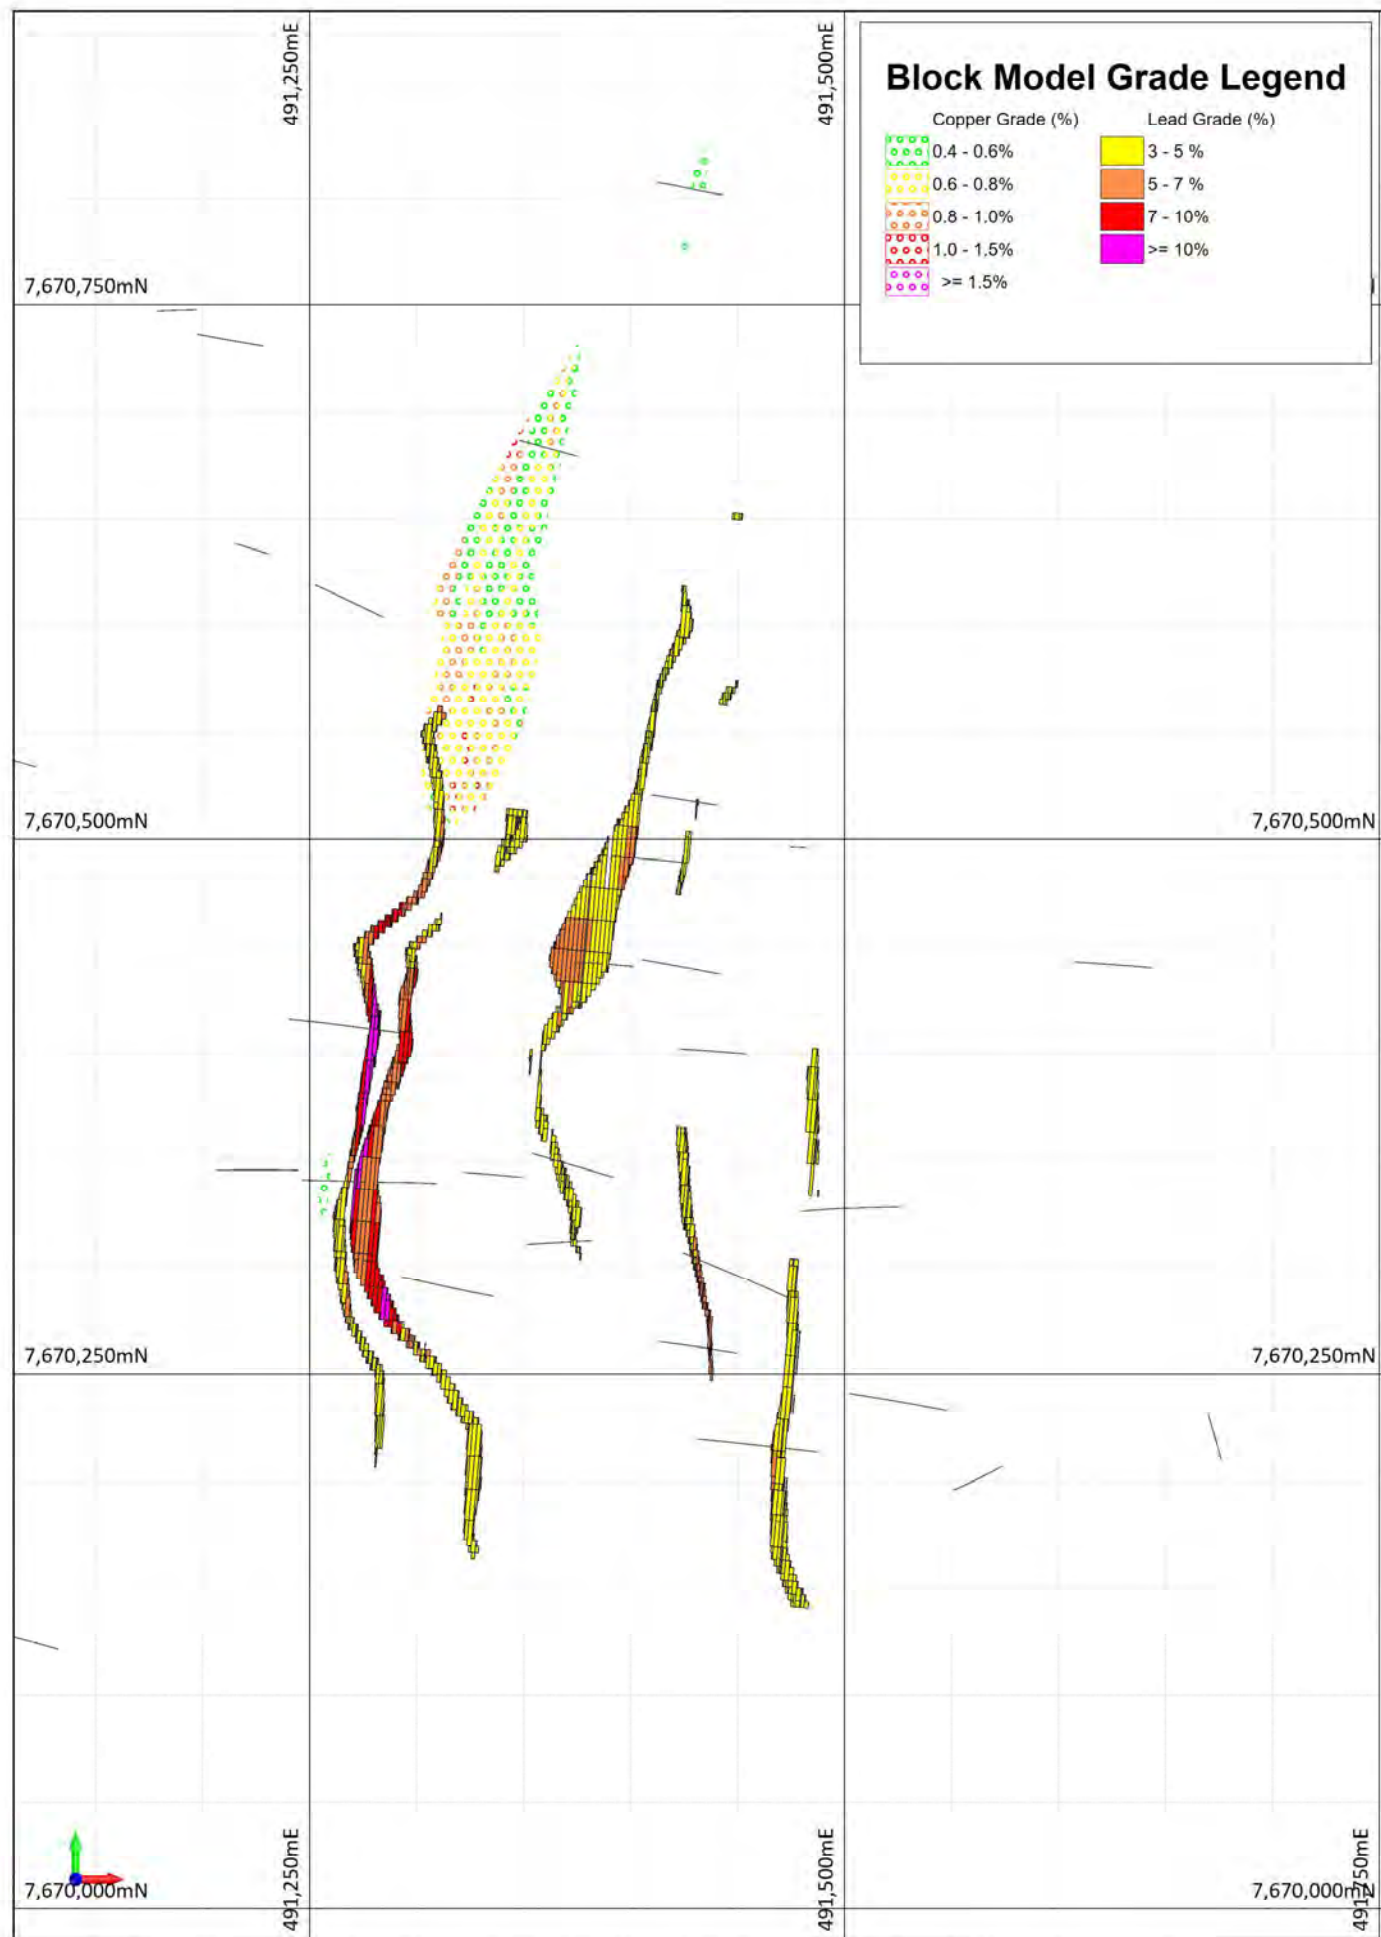 491,250mE
491,500mE
Block Model Grade Legend
Copper Grade (%)
Lead Grade (%)
0.4 - 0.6%
3 - 5 %
0.6 - 0.8%
5 - 7 %
0.8 - 1.0%
7 - 10%
1.0 - 1.5%
>= 10%
>= 1.5%
7,670,750mN
7,670,500mN
7,670,500mN
7,670,250mN
7,670,250mN
491,250mE
491,500mE
491,750mE
7,670,000mN
7,670,000mN